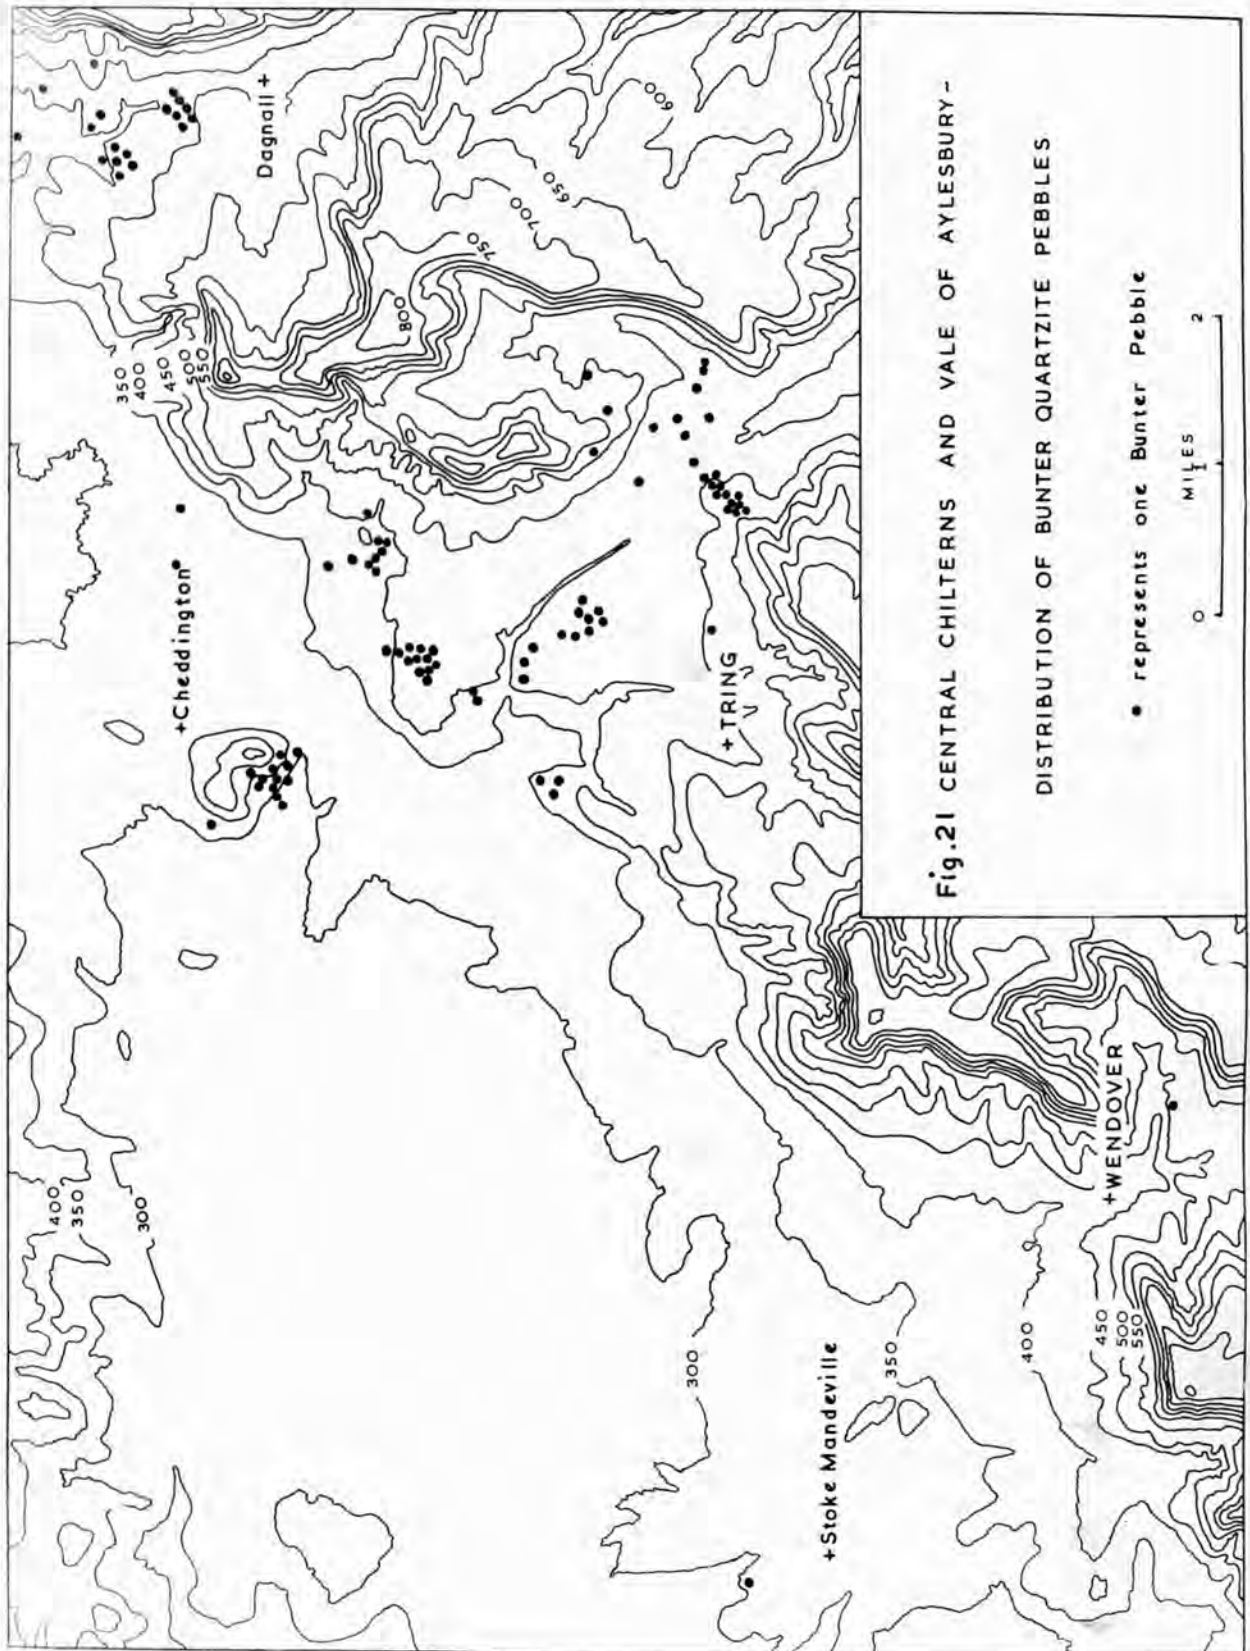 Dagnall +
600
650
700
750
800
350
400
450
500
550
+Cheddington
+TRING
400
350
300
+WENDOVER
300
+Stoke Mandeville
350
400
450
500
550
Fig.21 CENTRAL CHILTERNS AND VALE OF AYLESBURY-
DISTRIBUTION OF BUNTER QUARTZITE PEBBLES
• represents one Bunter Pebble
0 1 2
MILES